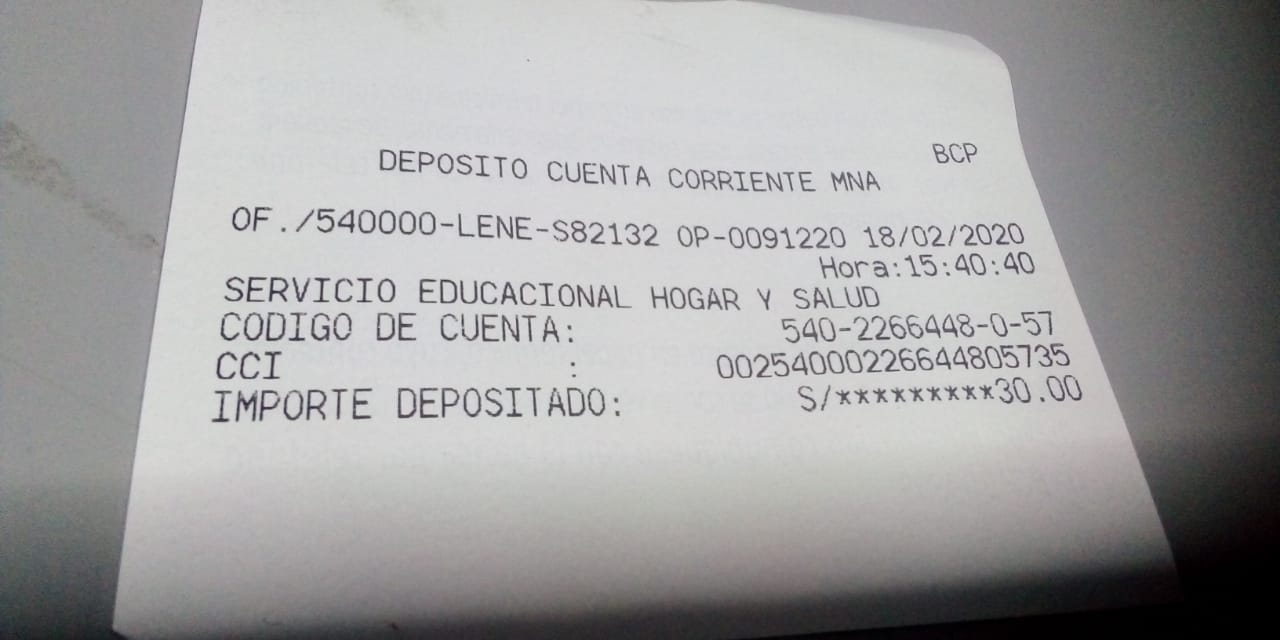 BCP
DEPOSITO CUENTA CORRIENTE MNA
OF./540000-LENE-S82132 OP-0091220 18/02/2020
Hora:15:40:40
SERVICIO EDUCACIONAL HOGAR Y SALUD
CODIGO DE CUENTA: 540-2266448-0-57
CCI : 00254000226644805735
IMPORTE DEPOSITADO: S/*********30.00